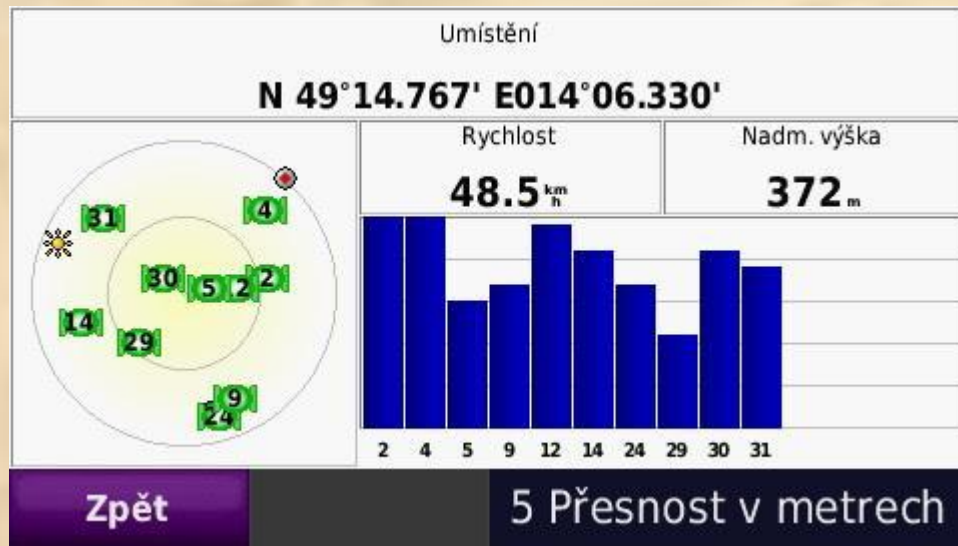 Umístění
N 49°14.767' E014°06.330'
Rychlost
48.5 km/h
Nadm. výška
372 m
31
4
30
5
.2
2
14
29
9
24
2 4 5 9 12 14 24 29 30 31
Zpět
5 Přesnost v metrech